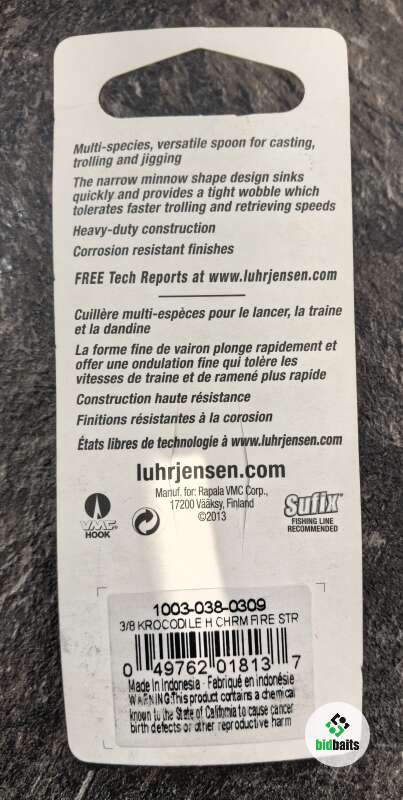 Multi-species, versatile spoon for casting,
trolling and jigging
The narrow minnow shape design sinks
quickly and provides a tight wobble which
tolerates faster trolling and retrieving speeds
Heavy-duty construction
Corrosion resistant finishes
FREE Tech Reports at www.luhrjensen.com
Cuillère multi-espèces pour le lancer, la traine
et la dandine
La forme fine de vairon plonge rapidement et
offer une ondulation fine qui tolère les
vitesses de traine et de ramené plus rapide
Construction haute résistance
Finitions résistantes à la corosion
États libres de technologie à www.luhrjensen.com
luhrjensen.com
Manuf. for: Rapala VMC Corp.,
17200 Vääksy, Finland
©2013
VMC®
HOOK
Sufix
FISHING LINE
RECOMMENDED
1003-038-0309
3/8 KROCODILE H CHRM FIRE STR
0 49762 01813 7
Made In Indonesia - Fabriqué en indonésie
WARNING:This product contains a chemical
known to the State of California to cause cancer
birth defects or other reproductive harm
bidbaits